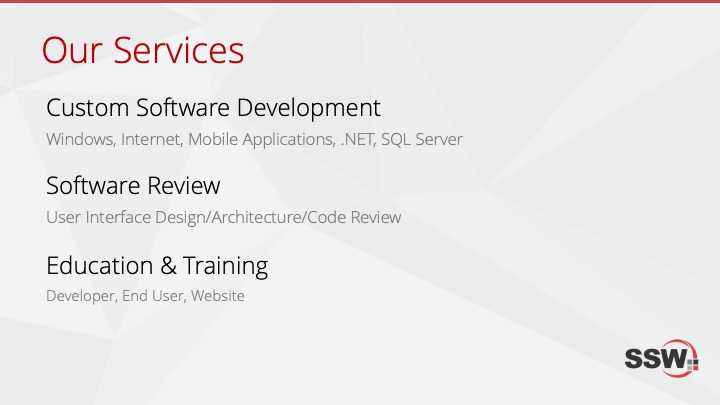 Our Services
Custom Software Development
Windows, Internet, Mobile Applications, .NET, SQL Server
Software Review
User Interface Design/Architecture/Code Review
Education & Training
Developer, End User, Website
SSW